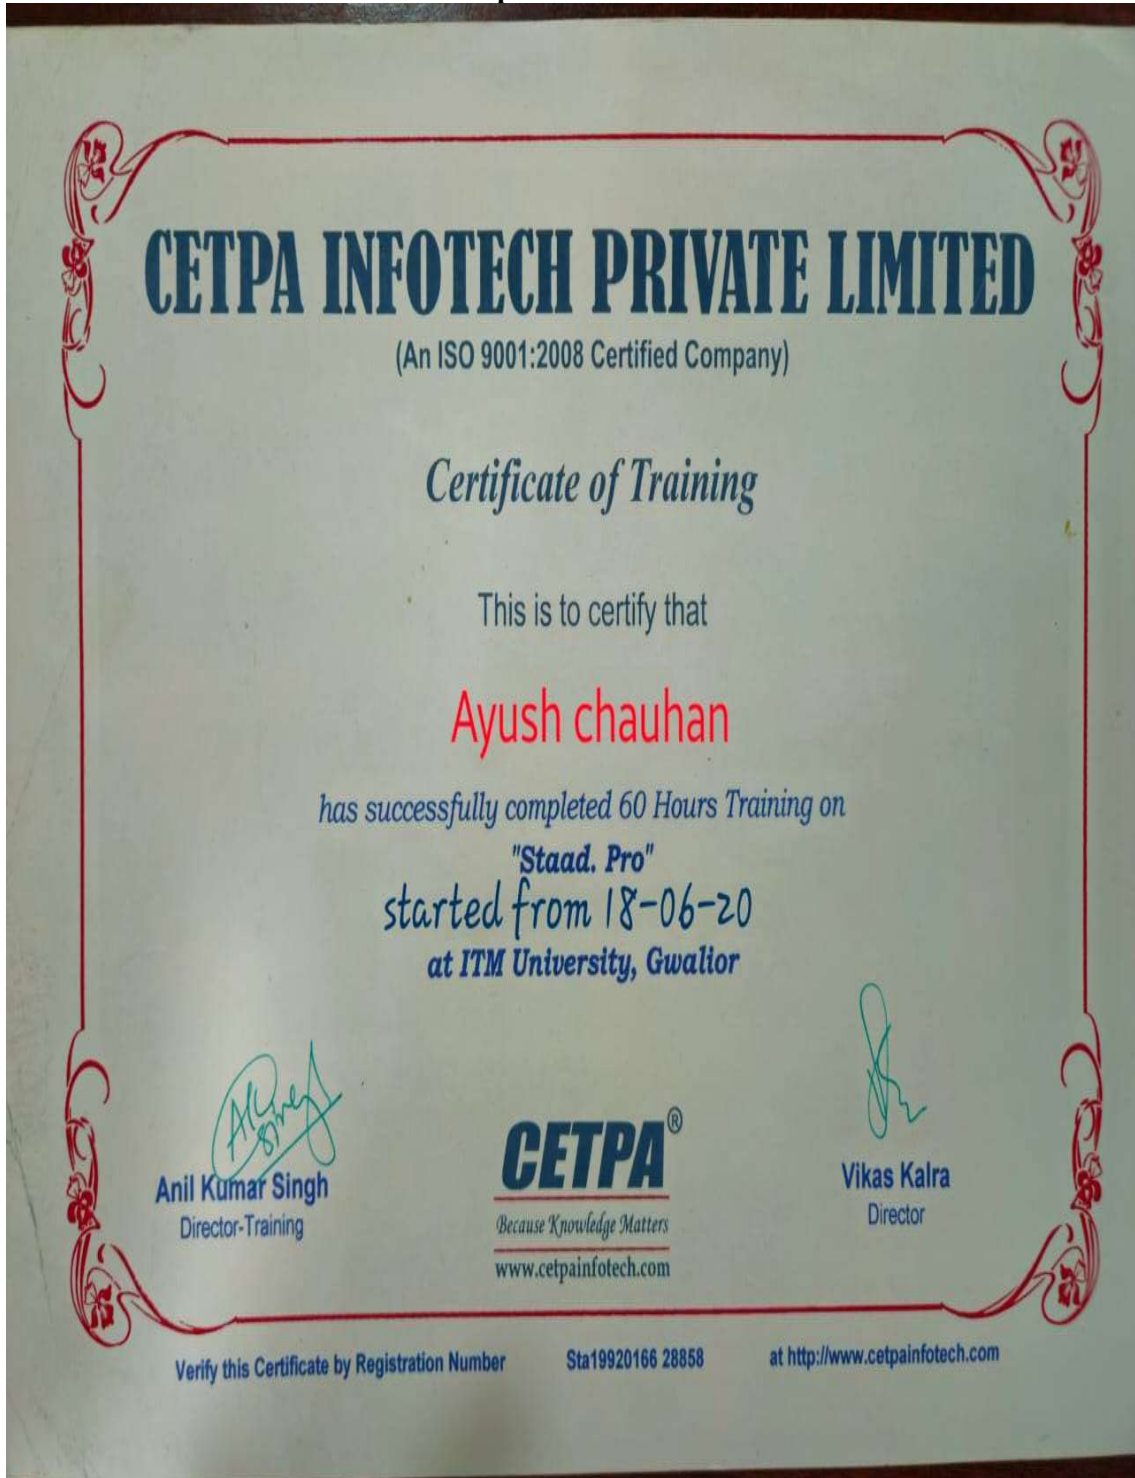 CETPA INFOTECH PRIVATE LIMITED
(An ISO 9001:2008 Certified Company)
Certificate of Training
This is to certify that
Ayush chauhan
has successfully completed 60 Hours Training on
"Staad. Pro"
started from 18-06-20
at ITM University, Gwalior
Anil Kumar Singh
Director-Training
CETPA®
Because Knowledge Matters
www.cetpainfotech.com
Vikas Kalra
Director
Verify this Certificate by Registration Number Sta19920166 28858 at http://www.cetpainfotech.com